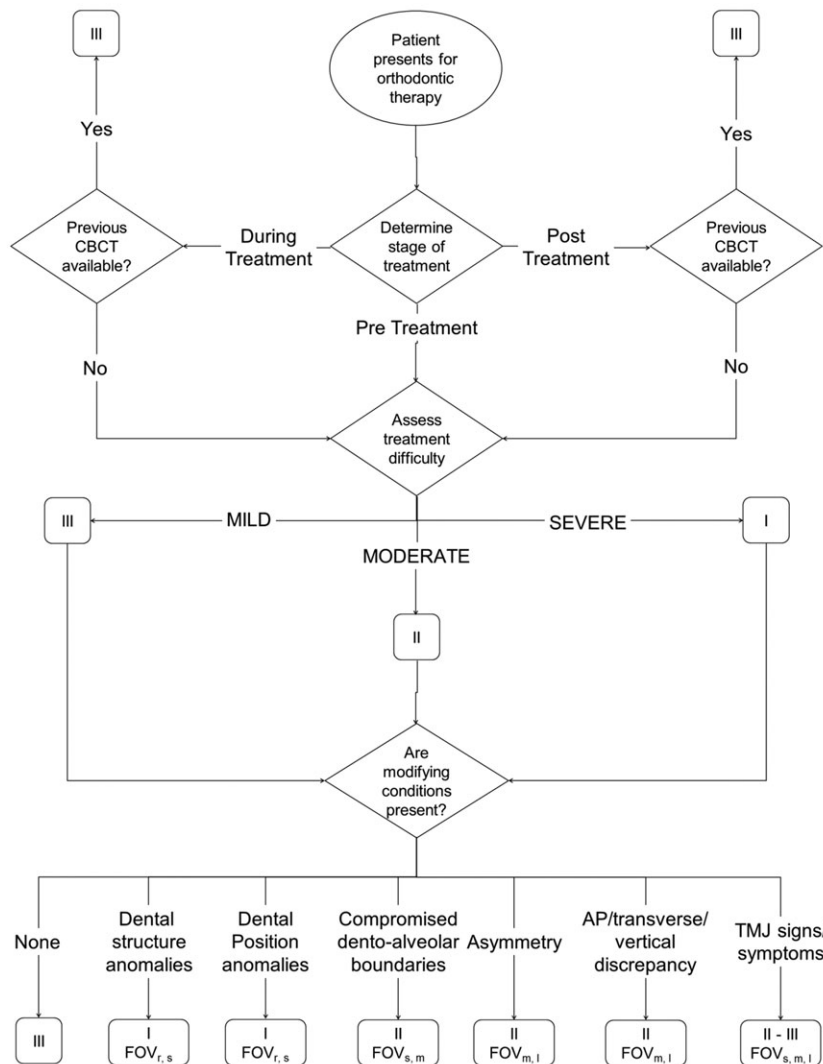 III
Patient
presents for
orthodontic
therapy
III
Yes
Yes
Previous
CBCT
available?
During
Treatment
Determine
stage of
treatment
Post
Treatment
Previous
CBCT
available?
Pre Treatment
No
No
Assess
treatment
difficulty
III
MILD
SEVERE
I
MODERATE
II
Are
modifying
conditions
present?
None
Dental
structure
anomalies
Dental
Position
anomalies
Compromised
dento-alveolar
boundaries
Asymmetry
AP/transverse/
vertical
discrepancy
TMJ signs/
symptoms
III
I
FOVr, s
I
FOVr, s
II
FOVs, m
II
FOVm, l
II
FOVm, l
II - III
FOVs, m, l